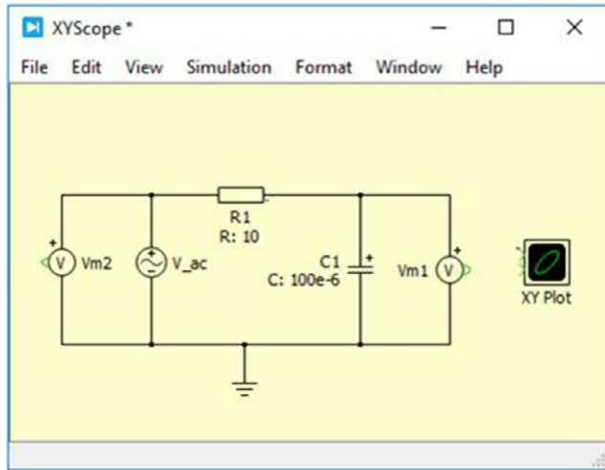 XYScope *
File Edit View Simulation Format Window Help
R1
R: 10
V Vm2
V_ac
C1
C: 100e-6
Vm1 V
XY Plot